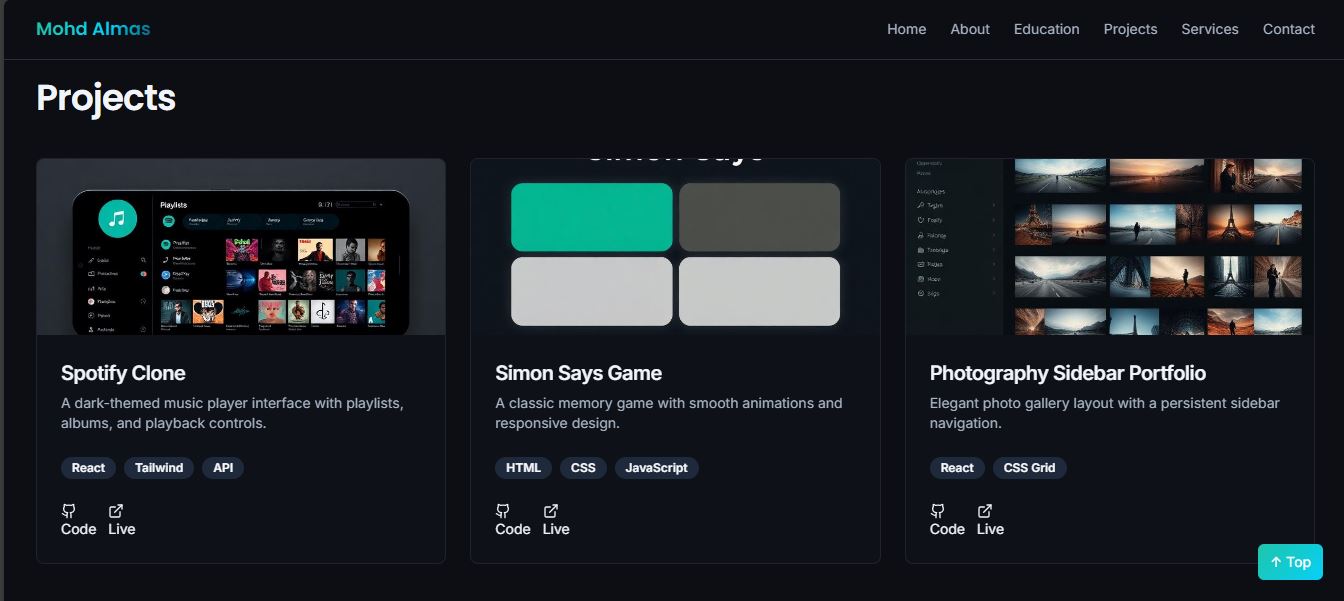 Mohd Almas
Home About Education Projects Services Contact
Projects
Playlists
Simon Says
Spotify Clone
A dark-themed music player interface with playlists,
albums, and playback controls.
React Tailwind API
Code Live
Simon Says Game
A classic memory game with smooth animations and
responsive design.
HTML CSS JavaScript
Code Live
Photography Sidebar Portfolio
Elegant photo gallery layout with a persistent sidebar
navigation.
React CSS Grid
Code Live
↑ Top